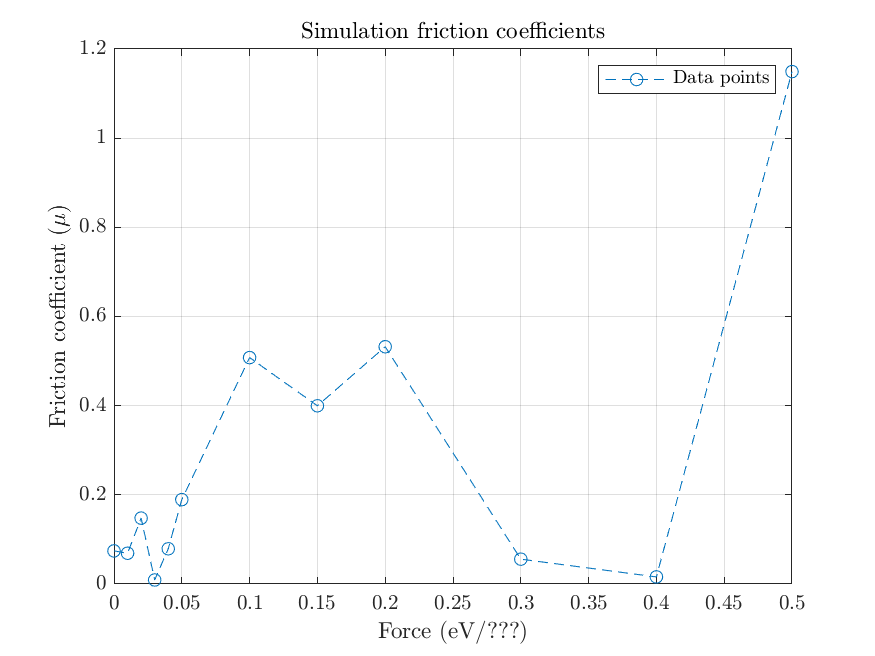 Simulation friction coefficients
Data points
Friction coefficient (μ)
1.2
1
0.8
0.6
0.4
0.2
0
0 0.05 0.1 0.15 0.2 0.25 0.3 0.35 0.4 0.45 0.5
Force (eV/???)